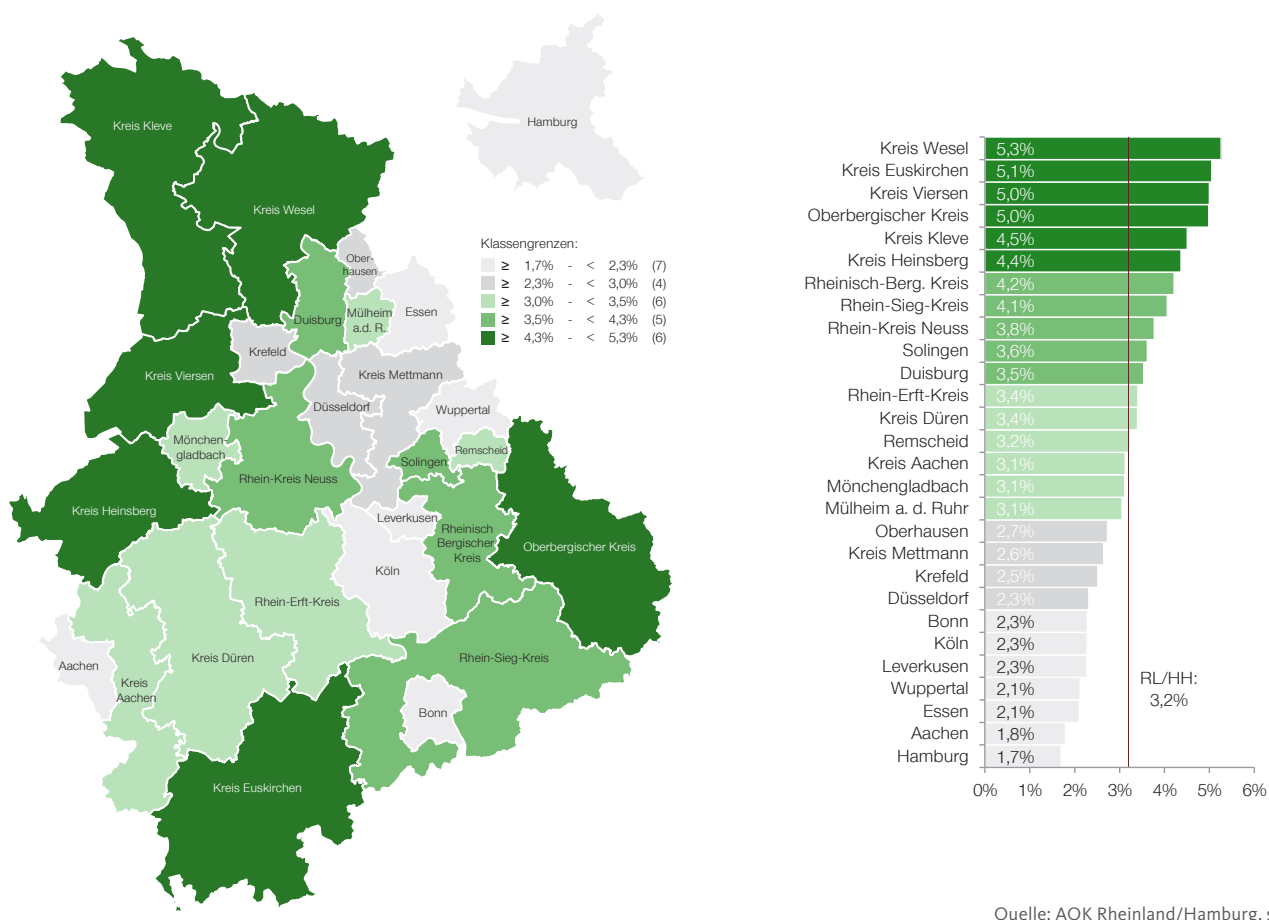 Hamburg
Kreis Kleve
Kreis Wesel
Klassengrenzen:
≥ 1,7% - < 2,3% (7)
≥ 2,3% - < 3,0% (4)
≥ 3,0% - < 3,5% (6)
≥ 3,5% - < 4,3% (5)
≥ 4,3% - < 5,3% (6)
Ober-
hausen
Duisburg
Mülheim
a.d. R.
Essen
Krefeld
Kreis Viersen
Kreis Mettmann
Düsseldorf
Wuppertal
Mönchen-
gladbach
Remscheid
Solingen
Rhein-Kreis Neuss
Kreis Heinsberg
Leverkusen
Rheinisch
Bergischer
Kreis
Oberbergischer Kreis
Köln
Rhein-Erft-Kreis
Kreis Düren
Rhein-Sieg-Kreis
Aachen
Kreis
Aachen
Bonn
Kreis Euskirchen
Kreis Wesel 5,3%
Kreis Euskirchen 5,1%
Kreis Viersen 5,0%
Oberbergischer Kreis 5,0%
Kreis Kleve 4,5%
Kreis Heinsberg 4,4%
Rheinisch-Berg. Kreis 4,2%
Rhein-Sieg-Kreis 4,1%
Rhein-Kreis Neuss 3,8%
Solingen 3,6%
Duisburg 3,5%
Rhein-Erft-Kreis 3,4%
Kreis Düren 3,4%
Remscheid 3,2%
Kreis Aachen 3,1%
Mönchengladbach 3,1%
Mülheim a. d. Ruhr 3,1%
Oberhausen 2,7%
Kreis Mettmann 2,6%
Krefeld 2,5%
Düsseldorf 2,3%
Bonn 2,3%
Köln 2,3%
Leverkusen 2,3%
Wuppertal 2,1%
Essen 2,1%
Aachen 1,8%
Hamburg 1,7%
RL/HH:
3,2%
0% 1% 2% 3% 4% 5% 6%
Quelle: AOK Rheinland/Hamburg,